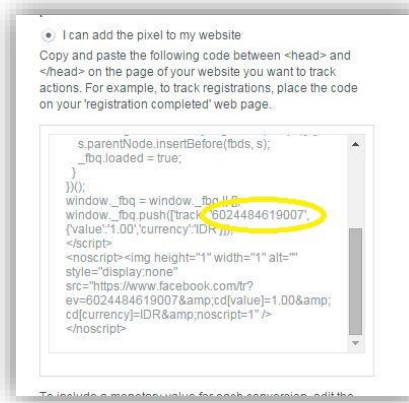 I can add the pixel to my website
Copy and paste the following code between <head> and
</head> on the page of your website you want to track
actions. For example, to track registrations, place the code
on your 'registration completed' web page.
s.parentNode.insertBefore(fbds, s);
_fbq.loaded = true;
}
})();
window._fbq = window._fbq || [];
window._fbq.push(['track', '6024484619007',
{'value':'1.00','currency':'IDR'}]);
</script>
<noscript><img height="1" width="1" alt=""
style="display:none"
src="https://www.facebook.com/tr?
ev=6024484619007&amp;cd[value]=1.00&amp;
cd[currency]=IDR&amp;noscript=1" />
</noscript>
To include a monetary value for each conversion, edit the